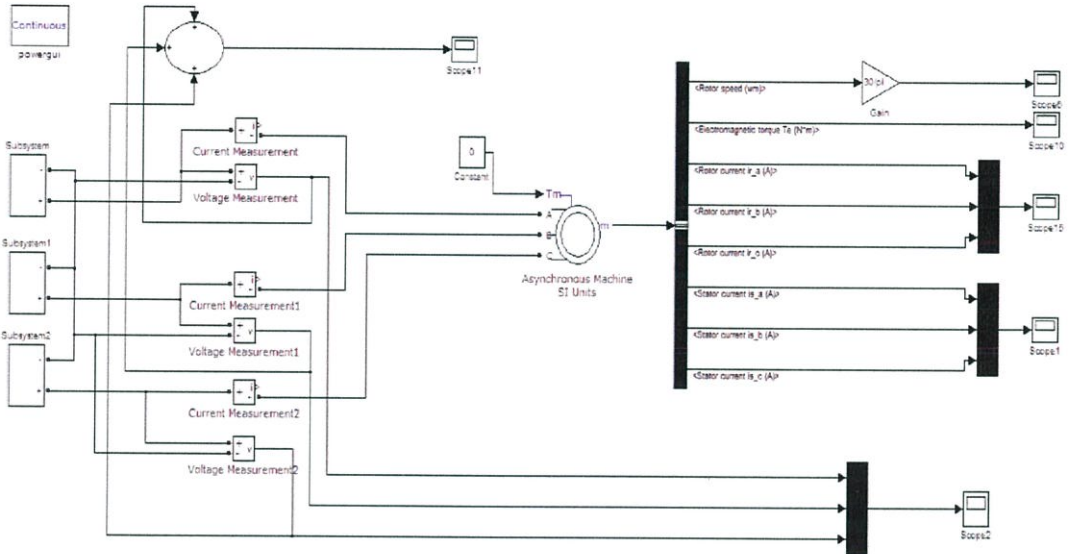 Continuous
powergui
Scope11
Subsystem
Current Measurement
Voltage Measurement
Subsystem1
Current Measurement1
Voltage Measurement1
Subsystem2
Current Measurement2
Voltage Measurement2
0
Constant
Tm
A
B
C
m
Asynchronous Machine
SI Units
<Rotor speed (wm)>
30/pi
Gain
Scope6
<Electromagnetic torque Te (N*m)>
Scope10
<Rotor current ir_a (A)>
<Rotor current ir_b (A)>
Scope15
<Rotor current ir_c (A)>
<Stator current is_a (A)>
<Stator current is_b (A)>
Scope1
<Stator current is_c (A)>
Scope2